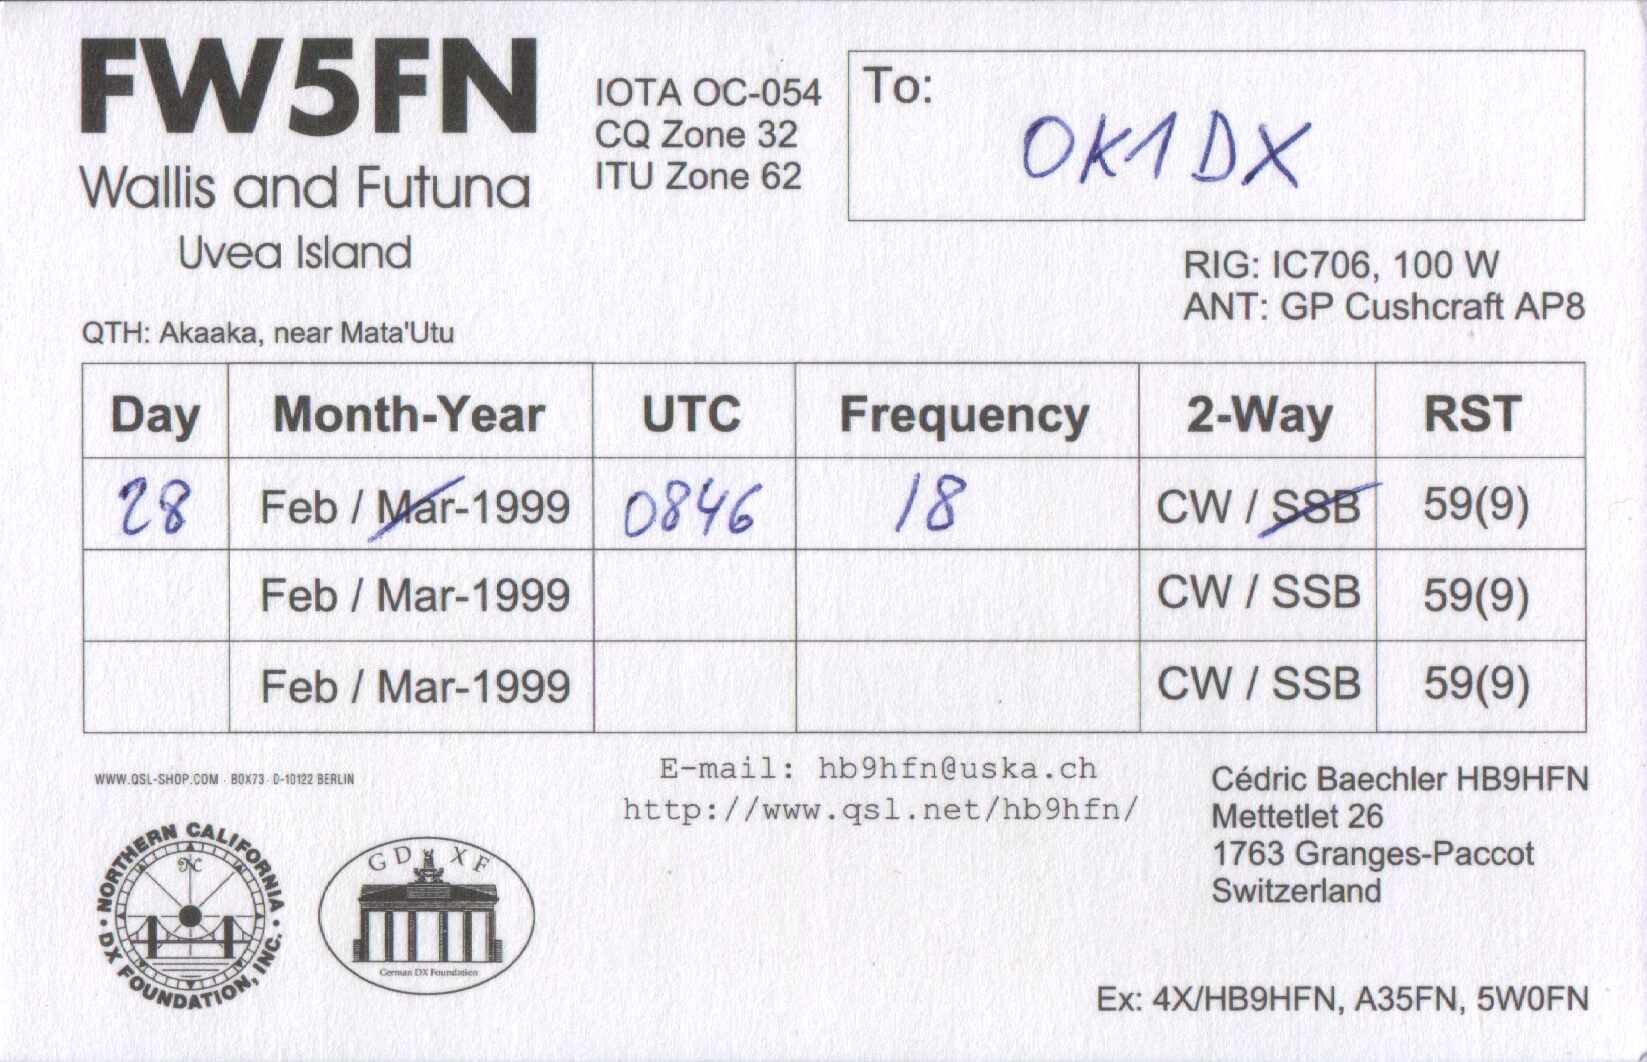 FW5FN
Wallis and Futuna
Uvea Island
IOTA OC-054
CQ Zone 32
ITU Zone 62
To:
OK1DX
RIG: IC706, 100 W
ANT: GP Cushcraft AP8
QTH: Akaaka, near Mata'Utu
Day Month-Year UTC Frequency 2-Way RST
28 Feb / Mar-1999 0846 18 CW / SSB 59(9)
Feb / Mar-1999 CW / SSB 59(9)
Feb / Mar-1999 CW / SSB 59(9)
WWW.QSL-SHOP.COM · BOX73 · D-10122 BERLIN
E-mail: hb9hfn@uska.ch
http://www.qsl.net/hb9hfn/
Cédric Baechler HB9HFN
Mettetlet 26
1763 Granges-Paccot
Switzerland
NORTHERN CALIFORNIA
• DX FOUNDATION, INC. •
N
GDXF
German DX Foundation
Ex: 4X/HB9HFN, A35FN, 5W0FN